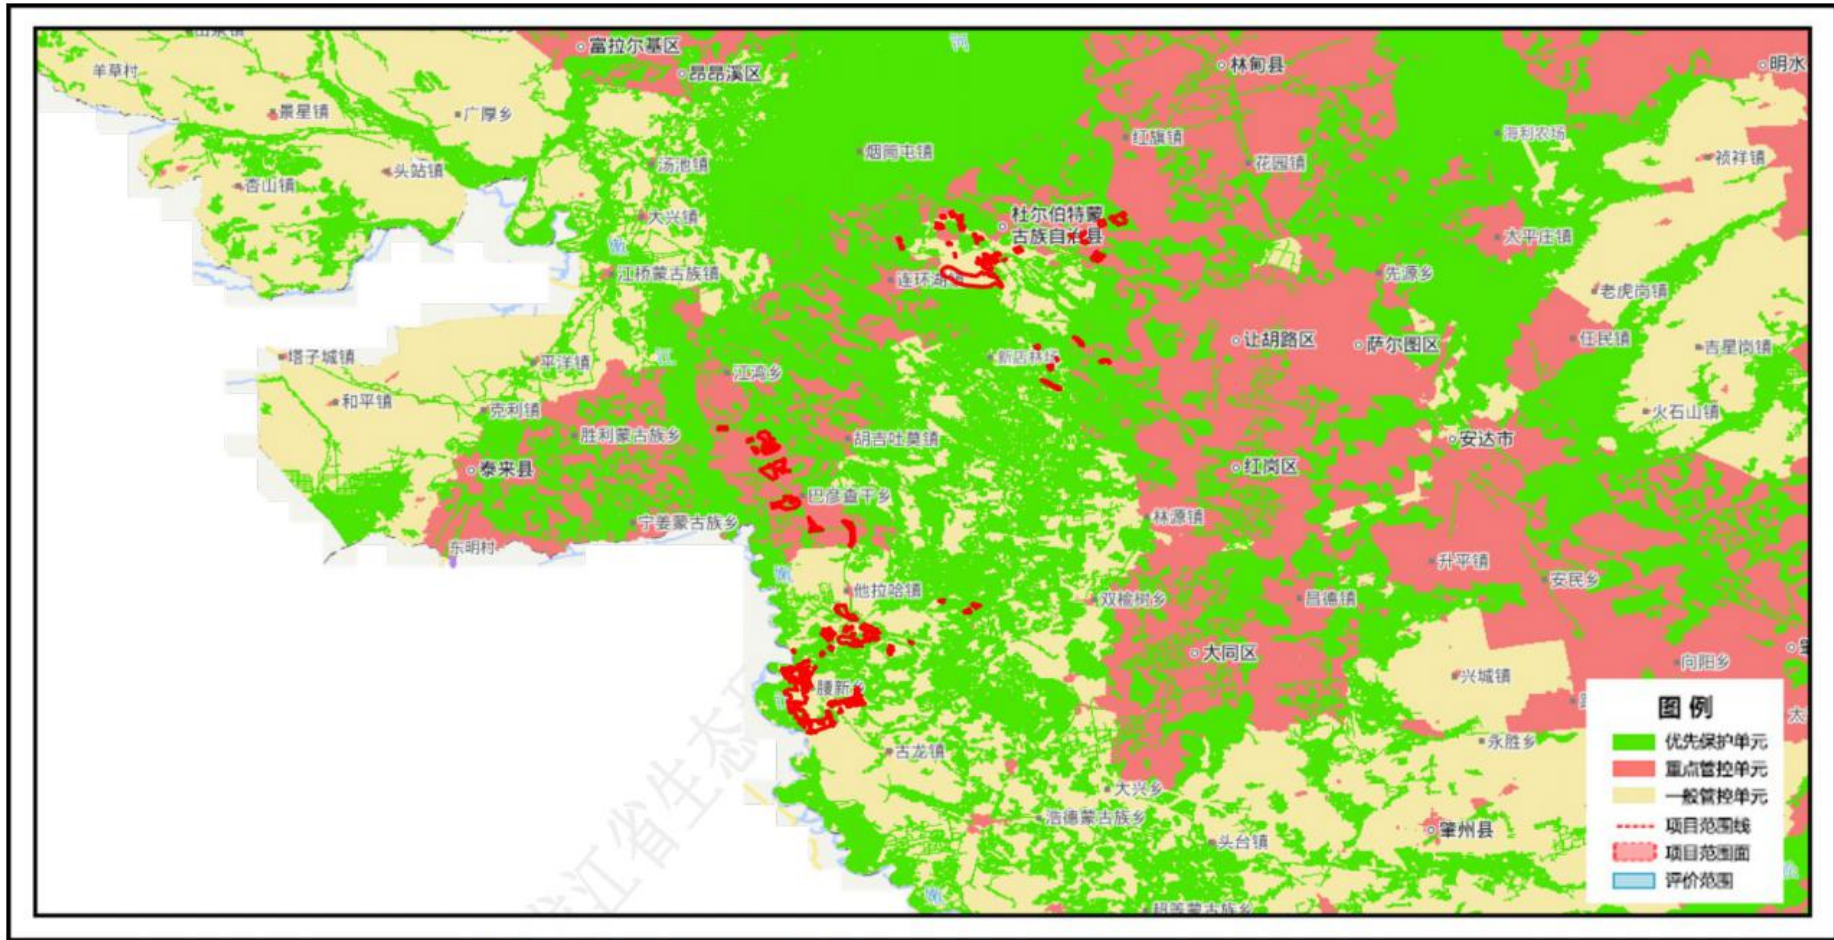 富拉尔基区
昂昂溪区
河
林甸县
明水
羊草村
景星镇
广厚乡
烟筒屯镇
红旗镇
花园镇
祯祥镇
汤池镇
头站镇
杏山镇
大兴镇
杜尔伯特蒙
古族自治县
太平庄镇
江桥蒙古族镇
连环湖
先源乡
老虎岗镇
塔子城镇
平洋镇
江
江湾乡
新店林场
让胡路区
萨尔图区
任民镇
吉星岗镇
和平镇
克利镇
火石山镇
胜利蒙古族乡
胡吉吐莫镇
安达市
泰来县
红岗区
巴彦查干乡
宁姜蒙古族乡
林源镇
东明村
升平镇
安民乡
他拉哈镇
双榆树乡
昌德镇
大同区
向阳乡
兴城镇
腰新乡
古龙镇
永胜乡
大兴乡
浩德蒙古族乡
头台镇
肇州县
江省生态
图例
优先保护单元
重点管控单元
一般管控单元
项目范围线
项目范围面
评价范围